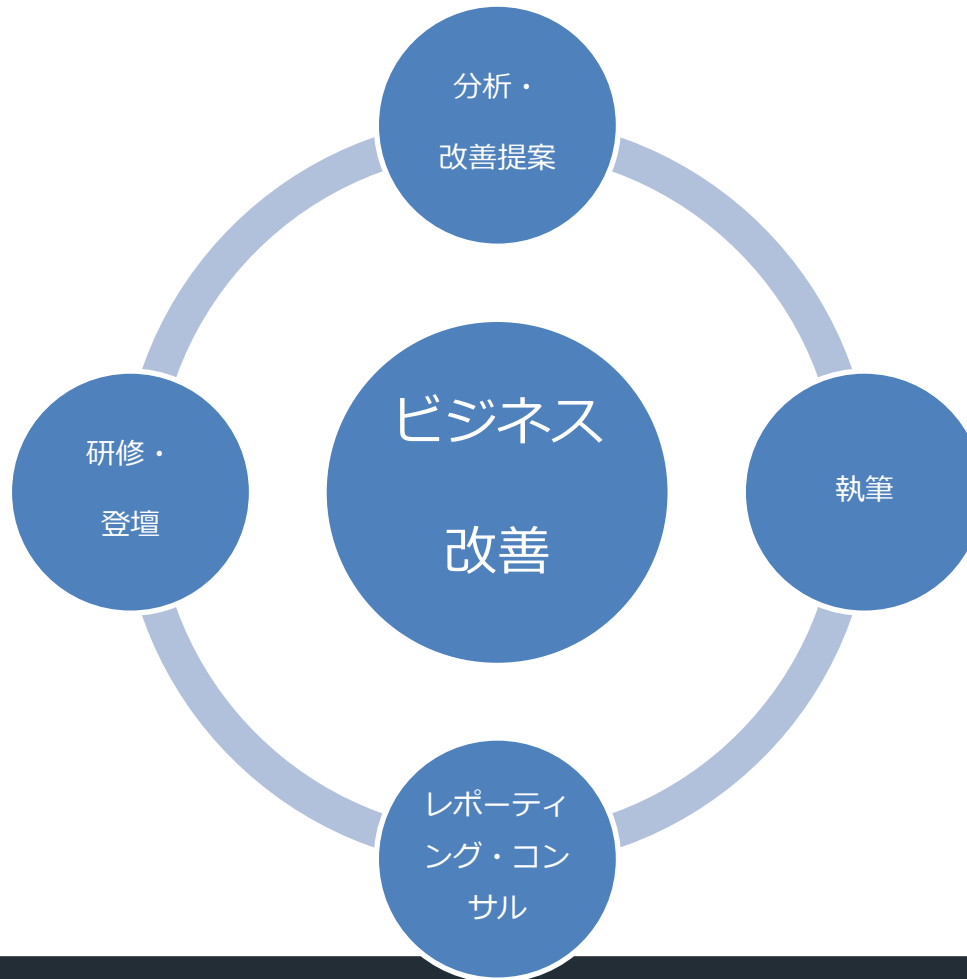 分析・
改善提案
研修・
登壇
ビジネス
改善
執筆
レポーティ
ング・コン
サル